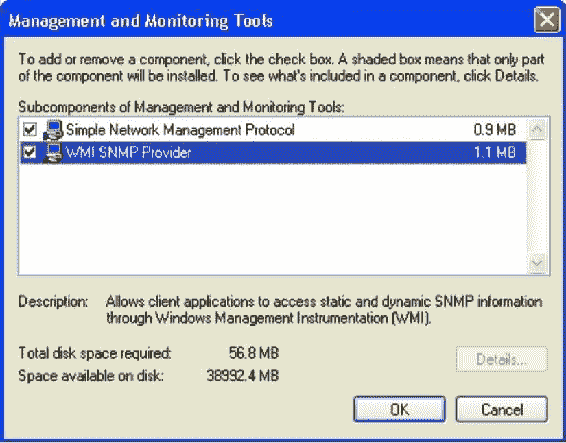 Management and Monitoring Tools
To add or remove a component, click the check box. A shaded box means that only part
of the component will be installed. To see what's included in a component, click Details.
Subcomponents of Management and Monitoring Tools:
Simple Network Management Protocol 0.9 MB
WMI SNMP Provider 1.1 MB
Description: Allows client applications to access static and dynamic SNMP information
through Windows Management Instrumentation (WMI).
Total disk space required: 56.8 MB
Space available on disk: 38992.4 MB
Details...
OK Cancel